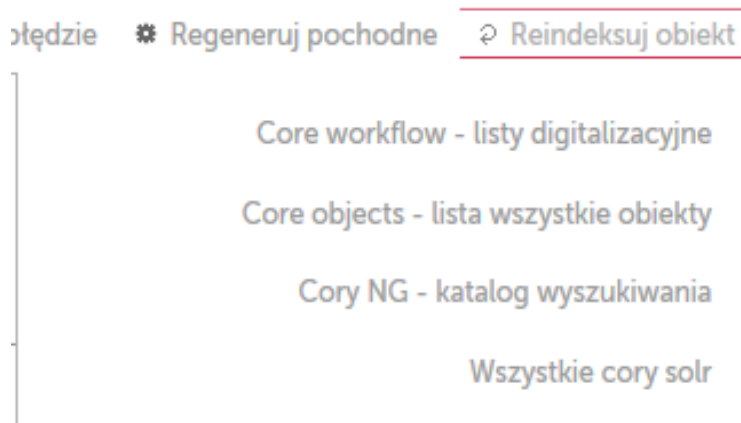 Regeneruj pochodne Reindeksuj obiekt
Core workflow - listy digitalizacyjne
Core objects - lista wszystkie obiekty
Cory NG - katalog wyszukiwania
Wszystkie cory solr